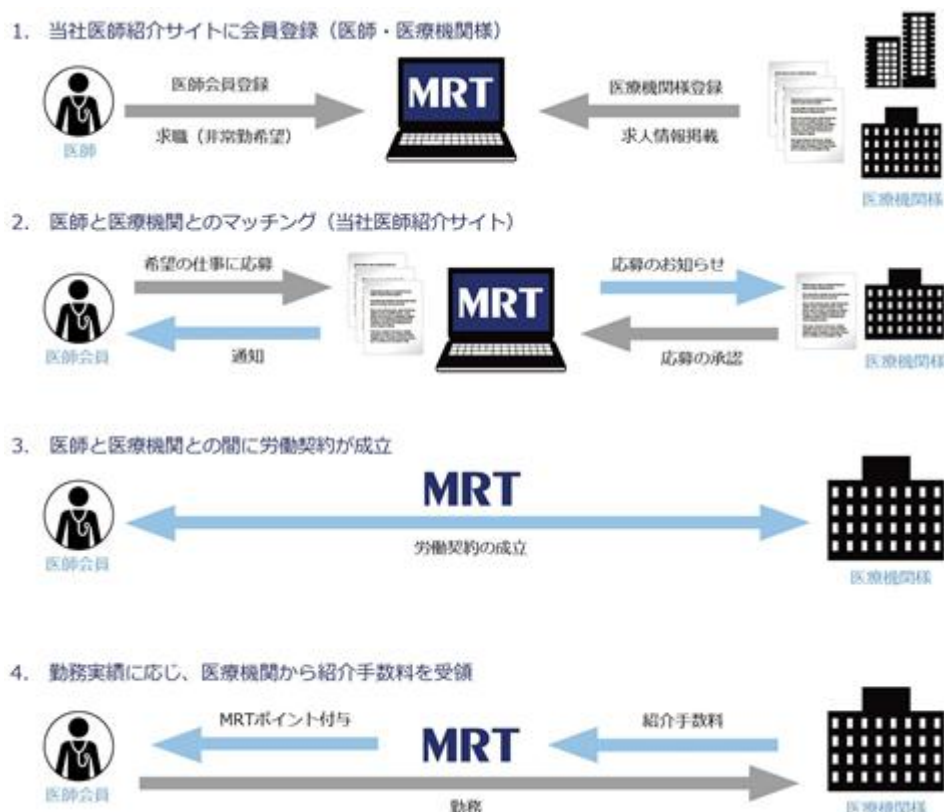 1. 当社医師紹介サイトに会員登録（医師・医療機関様）
医師会員登録
MRT
医療機関様登録
求職（非常勤希望）
求人情報掲載
医師
医療機関様
2. 医師と医療機関とのマッチング（当社医師紹介サイト）
希望の仕事に応募
応募のお知らせ
MRT
医師会員
通知
応募の承認
医療機関様
3. 医師と医療機関との間に労働契約が成立
MRT
労働契約の成立
医師会員
医療機関様
4. 勤務実績に応じ、医療機関から紹介手数料を受領
MRTポイント付与
紹介手数料
MRT
医師会員
勤務
医療機関様